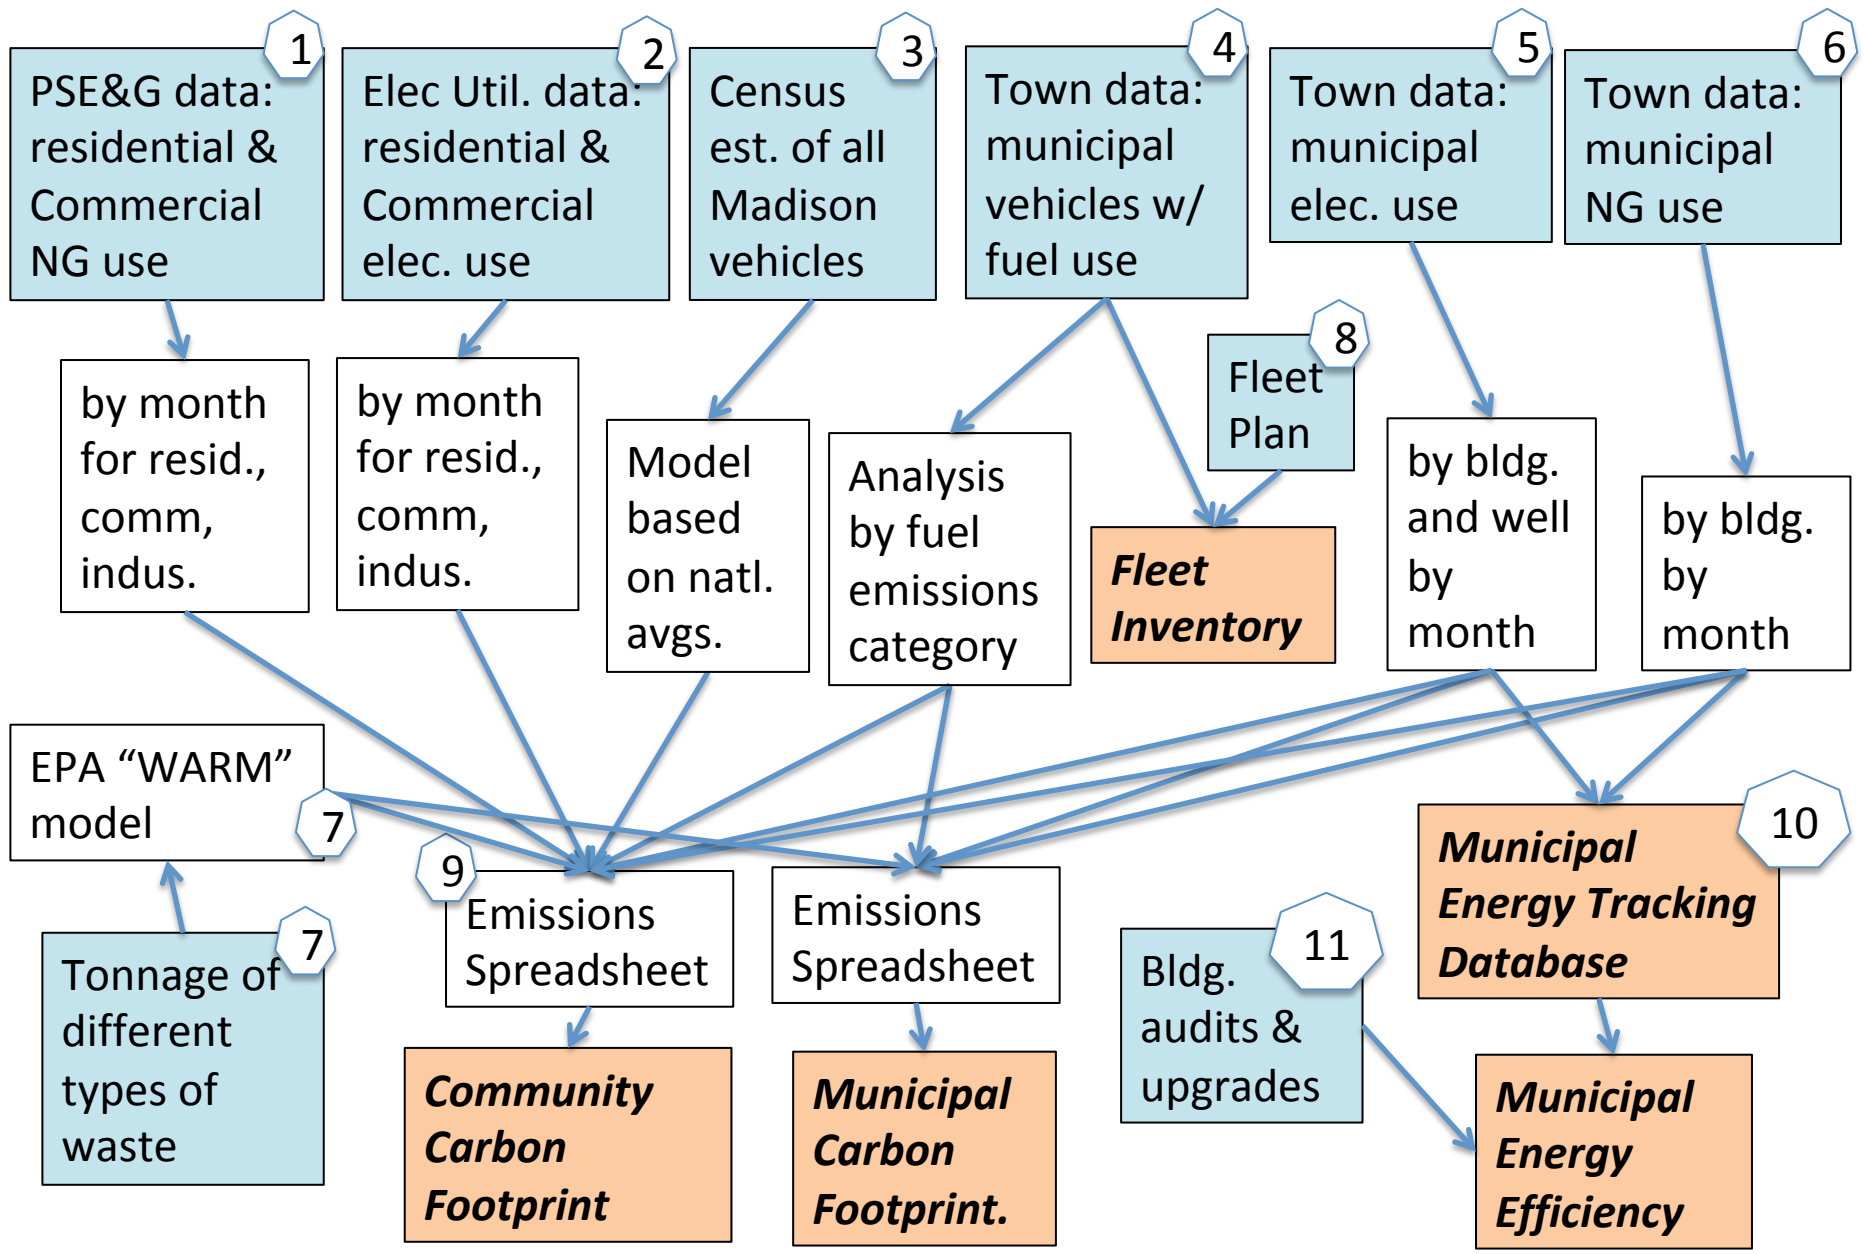 1
PSE&G data:
residential &
Commercial
NG use
2
Elec Util. data:
residential &
Commercial
elec. use
3
Census
est. of all
Madison
vehicles
4
Town data:
municipal
vehicles w/
fuel use
5
Town data:
municipal
elec. use
6
Town data:
municipal
NG use
by month
for resid.,
comm,
indus.
by month
for resid.,
comm,
indus.
Model
based
on natl.
avgs.
Analysis
by fuel
emissions
category
8
Fleet
Plan
Fleet
Inventory
by bldg.
and well
by
month
by bldg.
by
month
EPA “WARM”
model
7
7
Tonnage of
different
types of
waste
9
Emissions
Spreadsheet
Emissions
Spreadsheet
10
Municipal
Energy Tracking
Database
11
Bldg.
audits &
upgrades
Community
Carbon
Footprint
Municipal
Carbon
Footprint.
Municipal
Energy
Efficiency